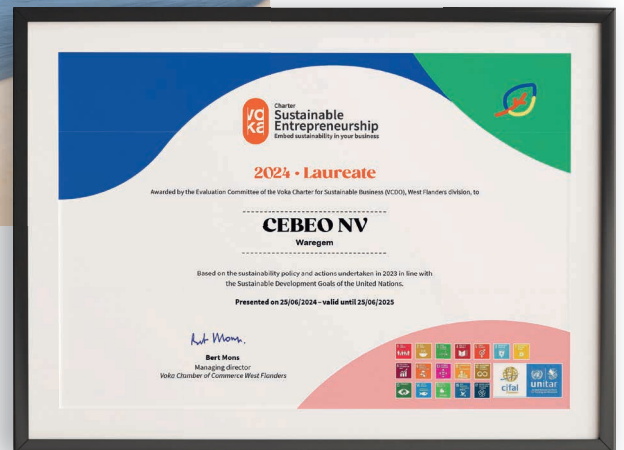 VO
KA
Charter
Sustainable
Entrepreneurship
Embed sustainability in your business
2024 • Laureate
Awarded by the Evaluation Committee of the Voka Charter for Sustainable Business (VCDO), West Flanders division, to
CEBEO NV
Waregem
Based on the sustainability policy and actions undertaken in 2023 in line with
the Sustainable Development Goals of the United Nations.
Presented on 25/06/2024 – valid until 25/06/2025
Bert Mons
Managing director
Voka Chamber of Commerce West Flanders
cifal
unitar